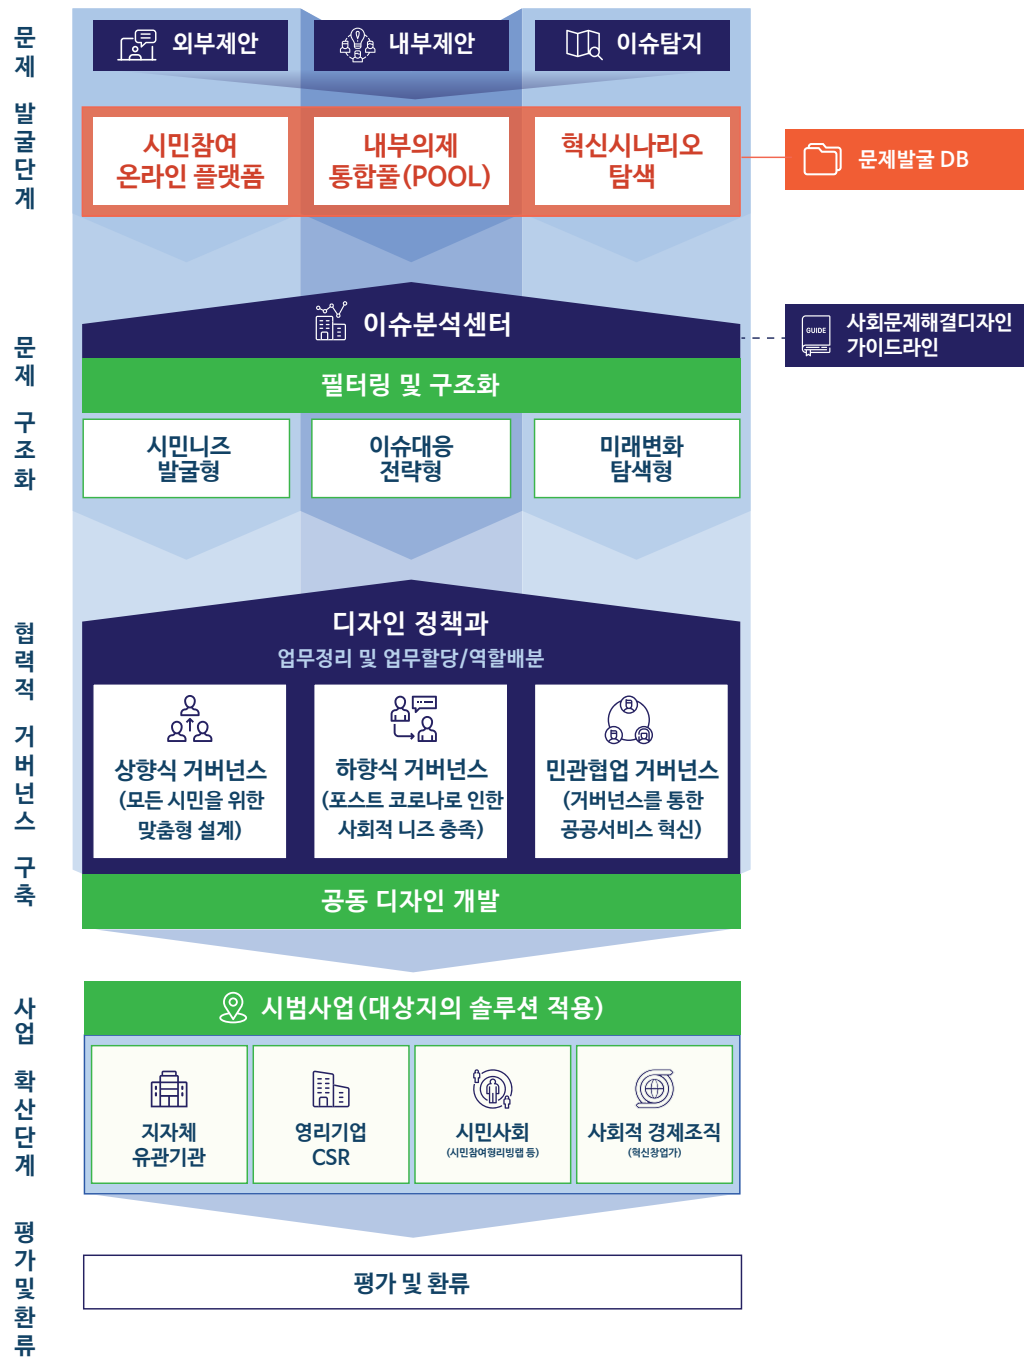 문제 발굴단계
외부제안
내부제안
이슈탐지
시민참여
온라인 플랫폼
내부의제
통합풀(POOL)
혁신시나리오
탐색
문제발굴 DB
문제 구조화
이슈분석센터
GUIDE
사회문제해결디자인
가이드라인
필터링 및 구조화
시민니즈
발굴형
이슈대응
전략형
미래변화
탐색형
협력적 거버넌스 구축
디자인 정책과
업무정리 및 업무할당/역할배분
상향식 거버넌스
(모든 시민을 위한
맞춤형 설계)
하향식 거버넌스
(포스트 코로나로 인한
사회적 니즈 충족)
민관협업 거버넌스
(거버넌스를 통한
공공서비스 혁신)
공동 디자인 개발
사업 확산단계
시범사업(대상지의 솔루션 적용)
지자체
유관기관
영리기업
CSR
시민사회
(시민참여형리빙랩 등)
사회적 경제조직
(혁신창업가)
평가및환류
평가 및 환류